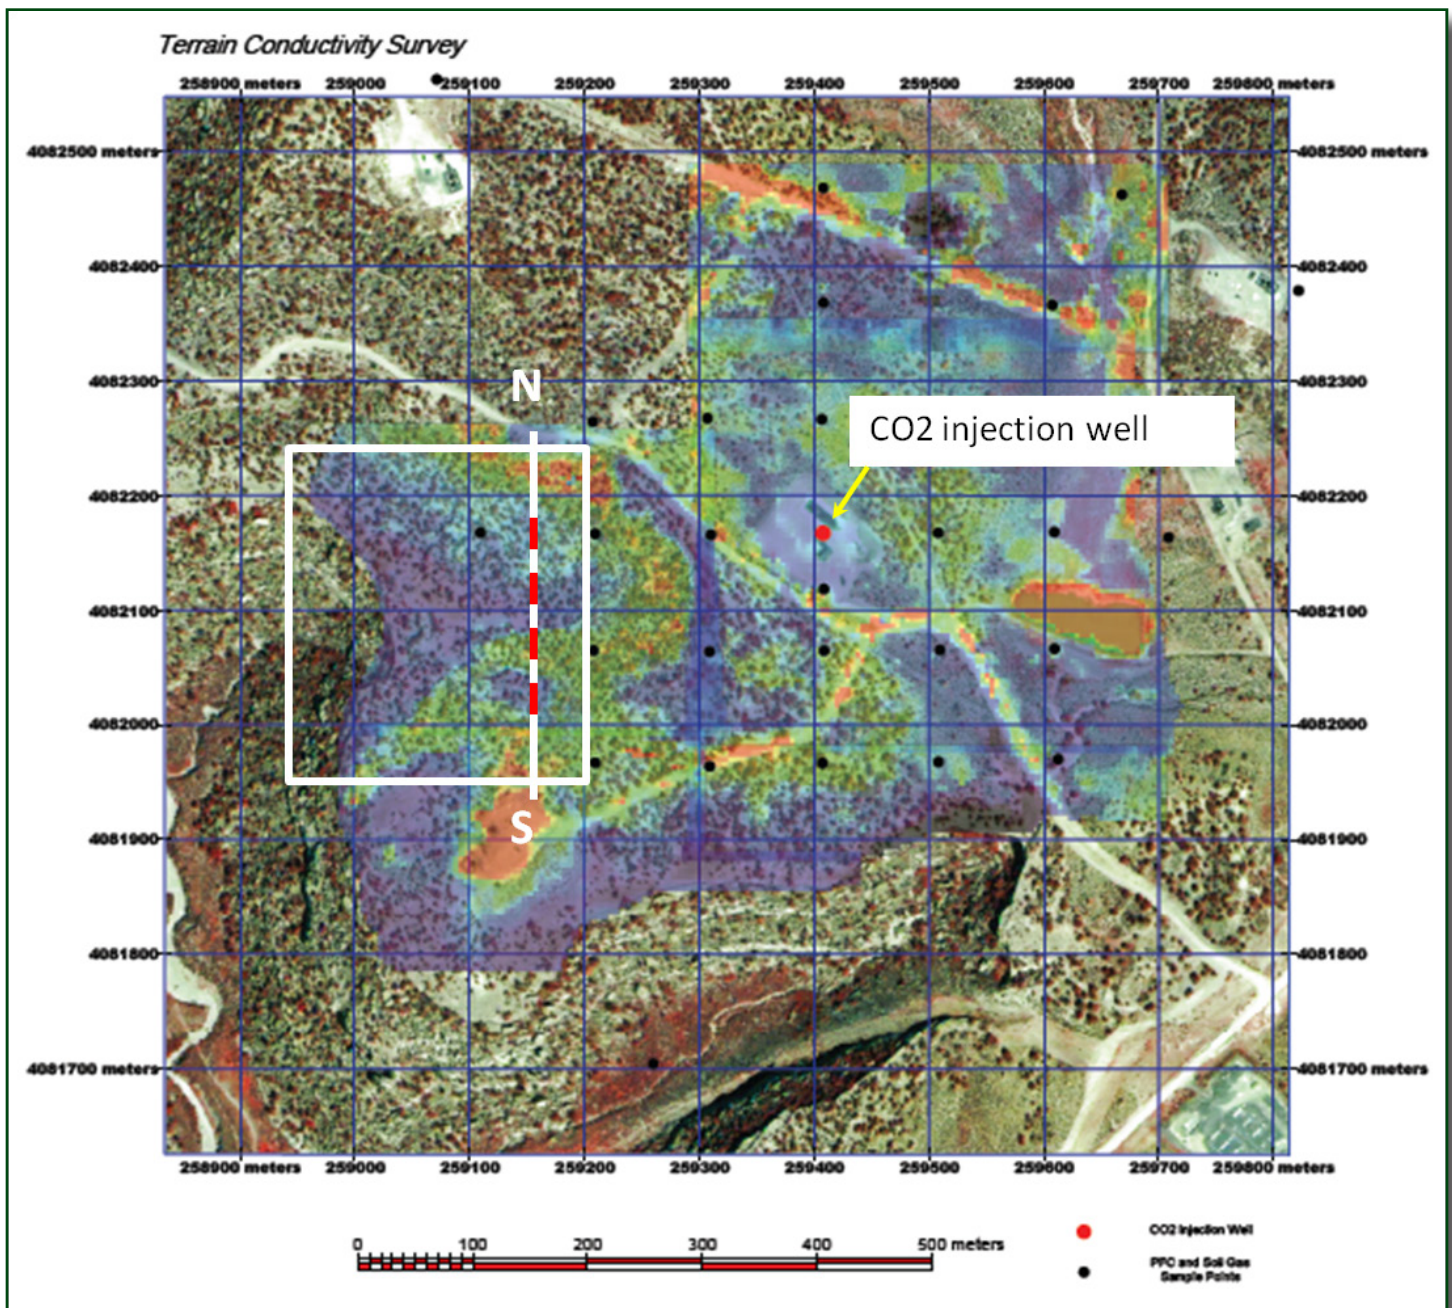 Terrain Conductivity Survey
258900 meters 259000 259100 259200 259300 259400 259500 259600 259700 259800 meters
4082500 meters 4082500 meters
4082400 4082400
4082300 4082300
N
CO2 injection well
4082200 4082200
4082100 4082100
4082000 4082000
S
4081900 4081900
4081800 4081800
4081700 meters 4081700 meters
258900 meters 259000 259100 259200 259300 259400 259500 259600 259700 259800 meters
0 100 200 300 400 500 meters
CO2 Injection Well
PFC and Soil Gas
Sample Points